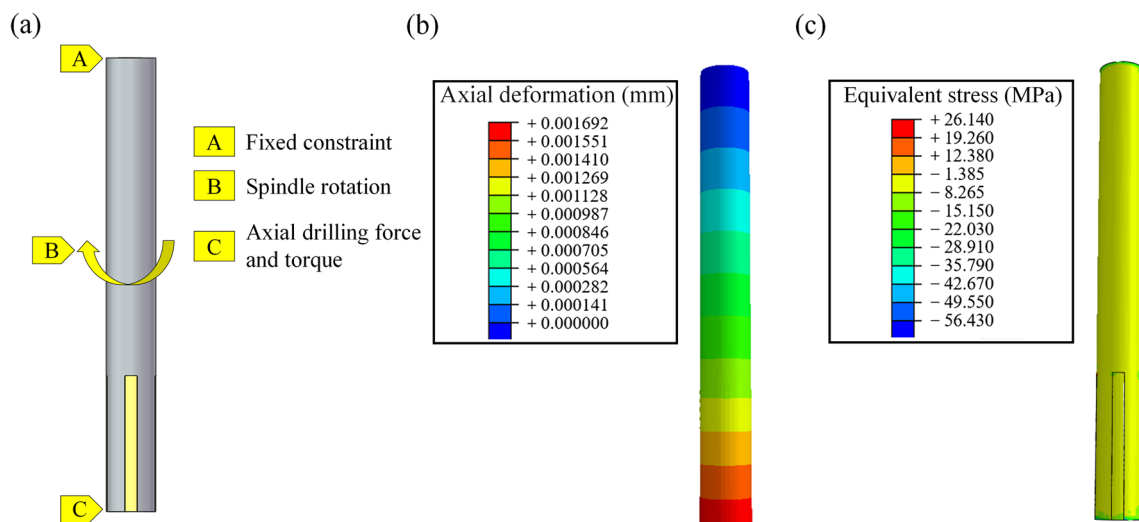 (a)
A
A Fixed constraint
B Spindle rotation
C Axial drilling force
and torque
B
C
(b)
Axial deformation (mm)
+ 0.001692
+ 0.001551
+ 0.001410
+ 0.001269
+ 0.001128
+ 0.000987
+ 0.000846
+ 0.000705
+ 0.000564
+ 0.000282
+ 0.000141
+ 0.000000
(c)
Equivalent stress (MPa)
+ 26.140
+ 19.260
+ 12.380
− 1.385
− 8.265
− 15.150
− 22.030
− 28.910
− 35.790
− 42.670
− 49.550
− 56.430